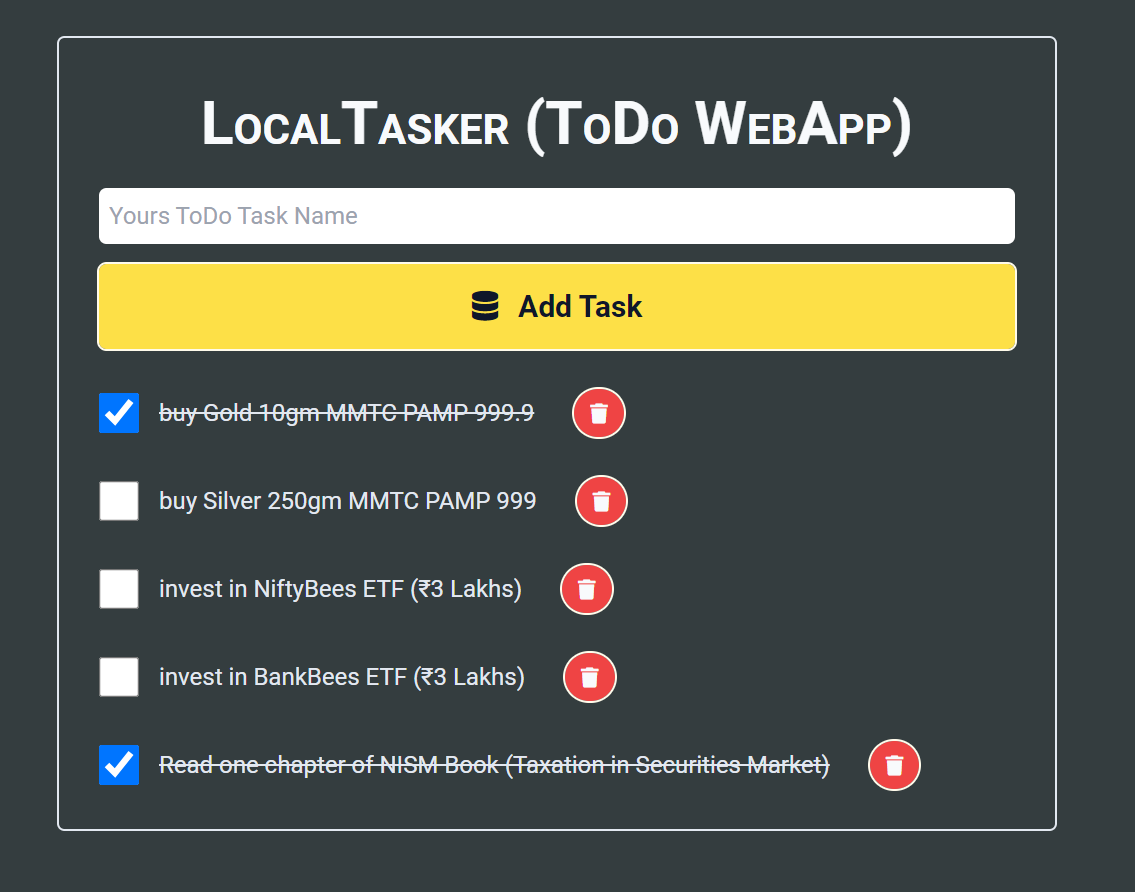 LocalTasker (ToDo WebApp)
Yours ToDo Task Name
Add Task
buy Gold 10gm MMTC PAMP 999.9
buy Silver 250gm MMTC PAMP 999
invest in NiftyBees ETF (₹3 Lakhs)
invest in BankBees ETF (₹3 Lakhs)
Read one chapter of NISM Book (Taxation in Securities Market)